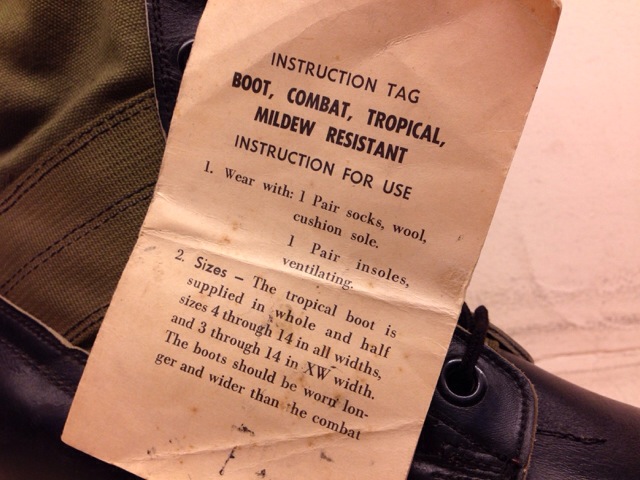 INSTRUCTION TAG
BOOT, COMBAT, TROPICAL,
MILDEW RESISTANT
INSTRUCTION FOR USE
1. Wear with: 1 Pair socks, wool,
cushion sole.
1 Pair insoles,
ventilating.
2. Sizes – The tropical boot is
supplied in whole and half
sizes 4 through 14 in all widths,
and 3 through 14 in XW width.
The boots should be worn lon-
ger and wider than the combat